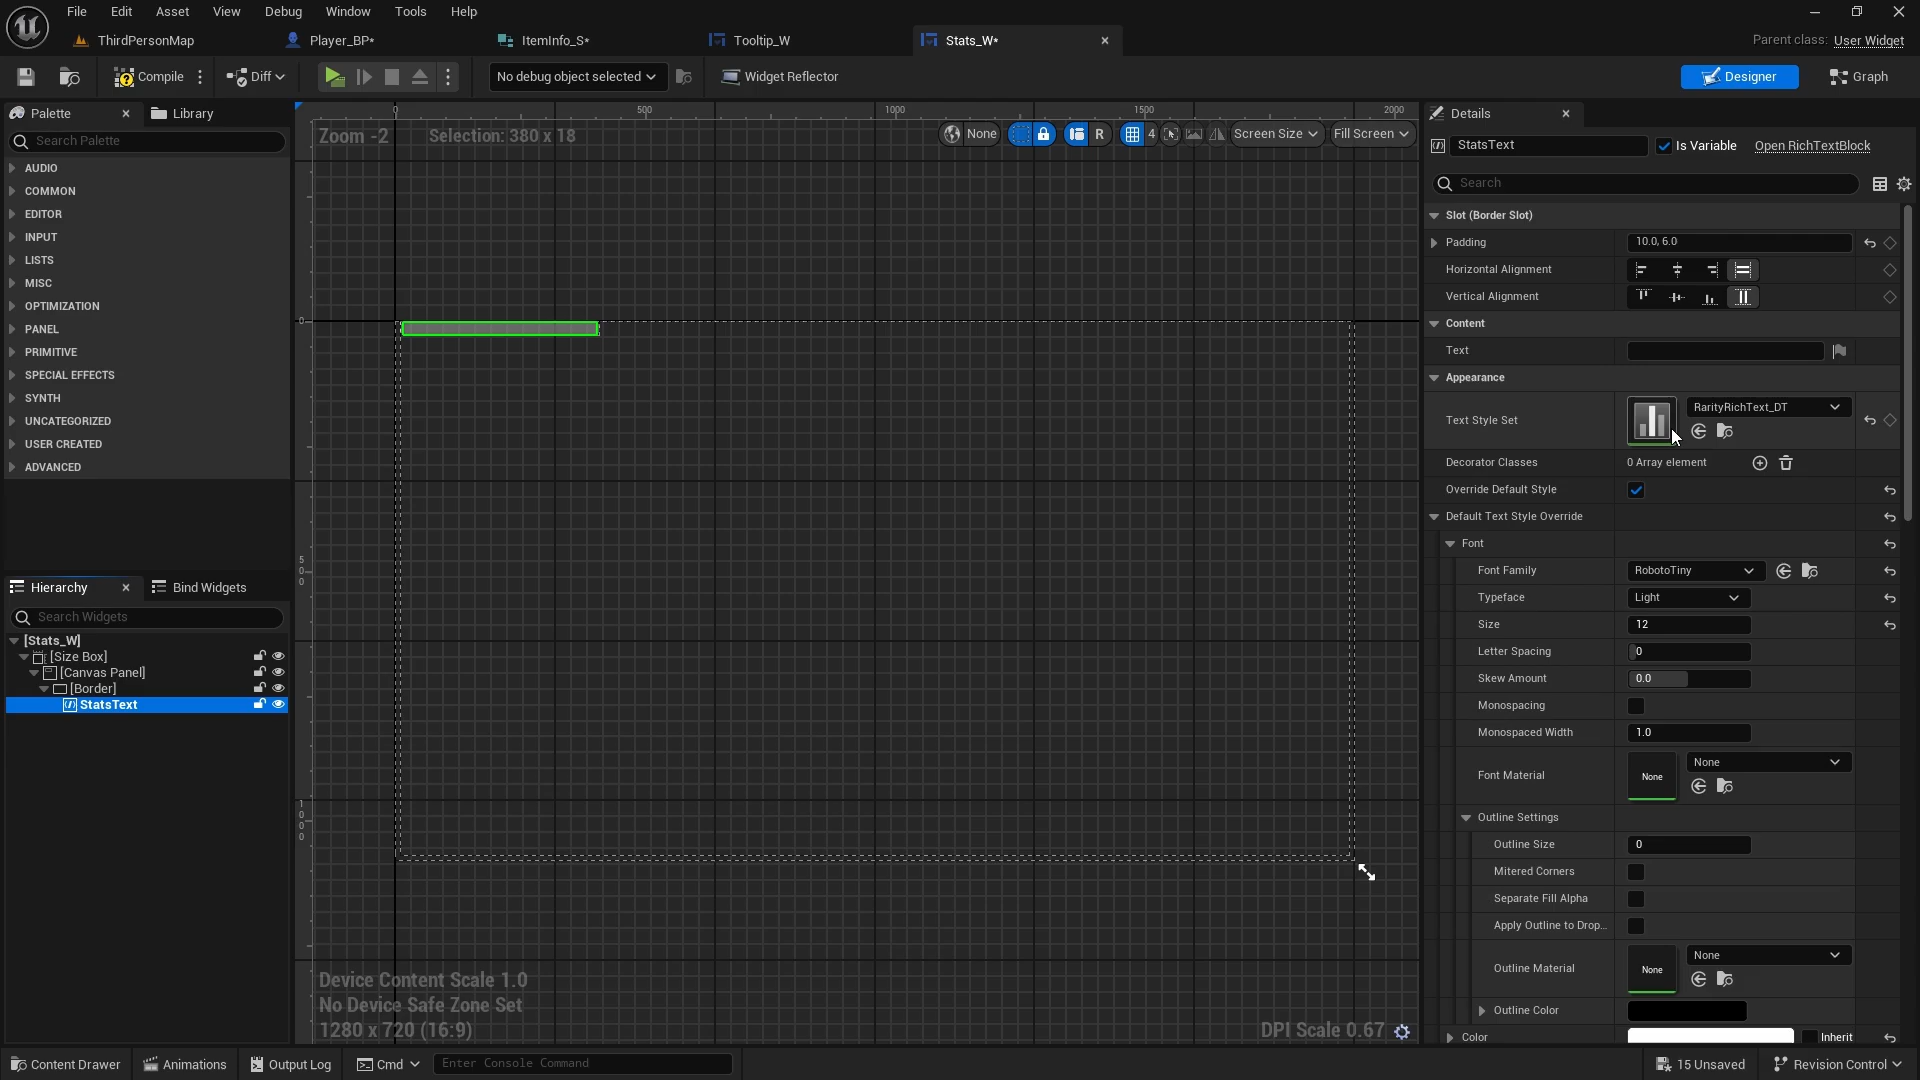 File Edit Asset View Debug Window Tools Help
ThirdPersonMap Player_BP* ItemInfo_S* Tooltip_W Stats_W* Parent class: User Widget
Compile Diff No debug object selected Widget Reflector Designer Graph
Palette Library
Search Palette
AUDIO
COMMON
EDITOR
INPUT
LISTS
MISC
OPTIMIZATION
PANEL
PRIMITIVE
SPECIAL EFFECTS
SYNTH
UNCATEGORIZED
USER CREATED
ADVANCED
Hierarchy Bind Widgets
Search Widgets
[Stats_W]
[Size Box]
[Canvas Panel]
[Border]
StatsText
0 500 1000 1500 2000
Zoom -2 Selection: 380 x 18 None R 4 Screen Size Fill Screen
0
5
0
0
1
0
0
0
Device Content Scale 1.0
No Device Safe Zone Set
1280 x 720 (16:9) DPI Scale 0.67
Details
StatsText Is Variable Open RichTextBlock
Search
Slot (Border Slot)
Padding 10.0, 6.0
Horizontal Alignment
Vertical Alignment
Content
Text
Appearance
Text Style Set RarityRichText_DT
Decorator Classes 0 Array element
Override Default Style
Default Text Style Override
Font
Font Family RobotoTiny
Typeface Light
Size 12
Letter Spacing 0
Skew Amount 0.0
Monospacing
Monospaced Width 1.0
Font Material None None
Outline Settings
Outline Size 0
Mitered Corners
Separate Fill Alpha
Apply Outline to Drop...
Outline Material None None
Outline Color
Color Inherit
Content Drawer Animations Output Log Cmd Enter Console Command 15 Unsaved Revision Control